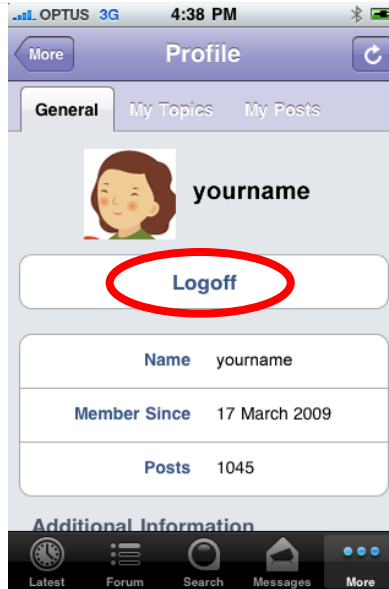 OPTUS 3G 4:38 PM
More Profile
General My Topics My Posts
yourname
Logoff
Name yourname
Member Since 17 March 2009
Posts 1045
Additional Information
Latest Forum Search Messages More